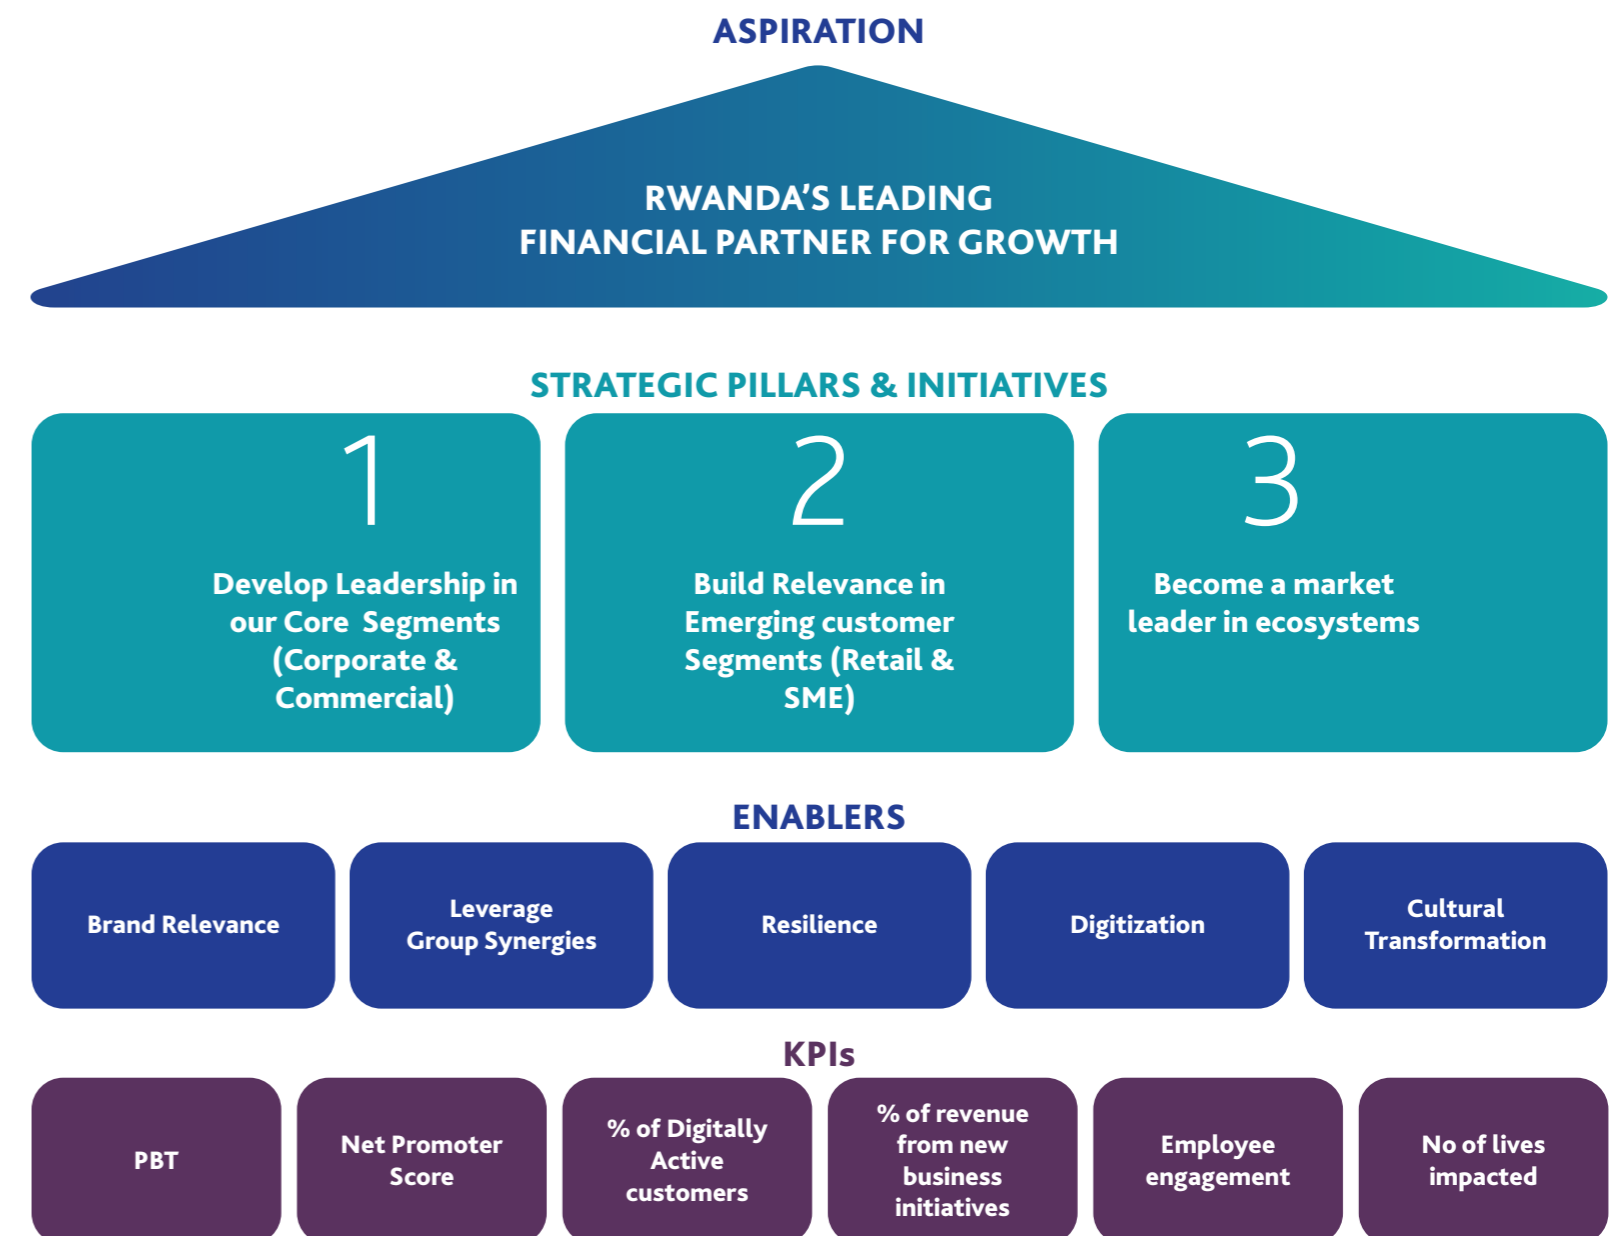 ASPIRATION
RWANDA’S LEADING
FINANCIAL PARTNER FOR GROWTH
STRATEGIC PILLARS & INITIATIVES
1
Develop Leadership in
our Core Segments
(Corporate &
Commercial)
2
Build Relevance in
Emerging customer
Segments (Retail &
SME)
3
Become a market
leader in ecosystems
ENABLERS
Brand Relevance
Leverage
Group Synergies
Resilience
Digitization
Cultural
Transformation
KPIs
PBT
Net Promoter
Score
% of Digitally
Active
customers
% of revenue
from new
business
initiatives
Employee
engagement
No of lives
impacted